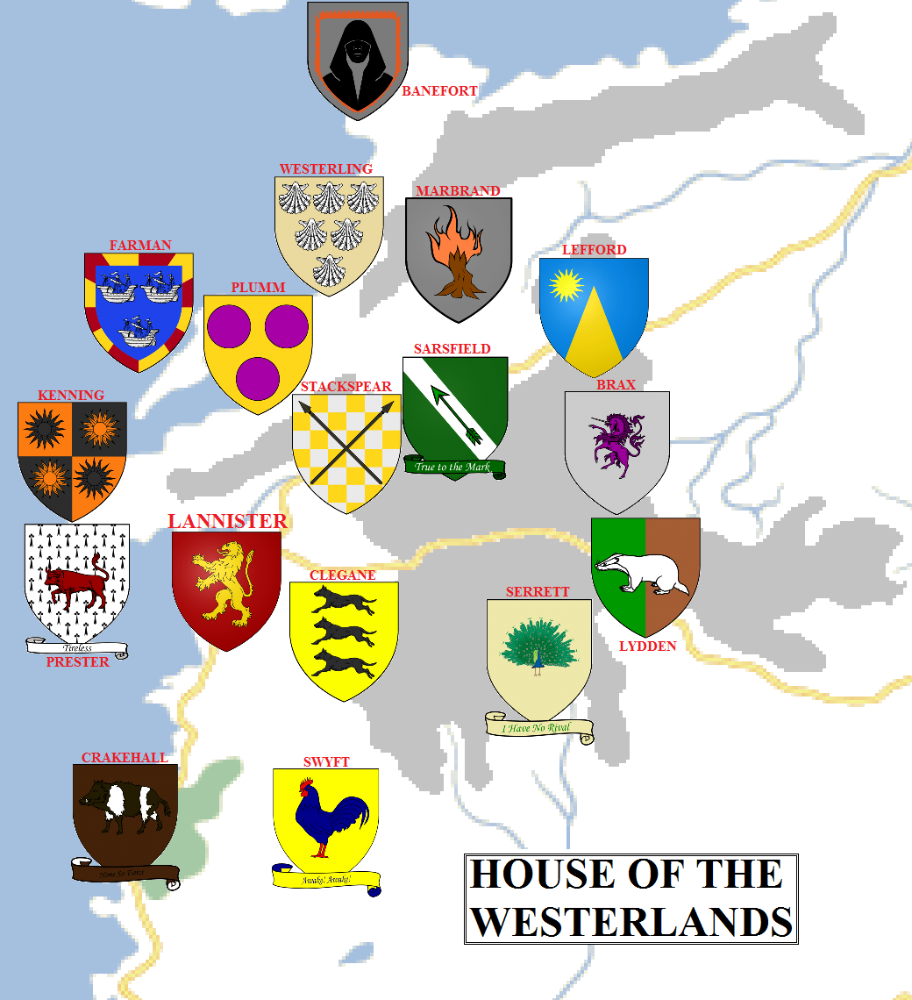 BANEFORT
WESTERLING
MARBRAND
FARMAN
LEFFORD
PLUMM
SARSFIELD
STACKSPEAR
BRAX
KENNING
True to the Mark
LANNISTER
CLEGANE
SERRETT
Tireless
PRESTER
LYDDEN
I Have No Rival
CRAKEHALL
SWYFT
None So Fierce
Awake! Awake!
HOUSE OF THE
WESTERLANDS